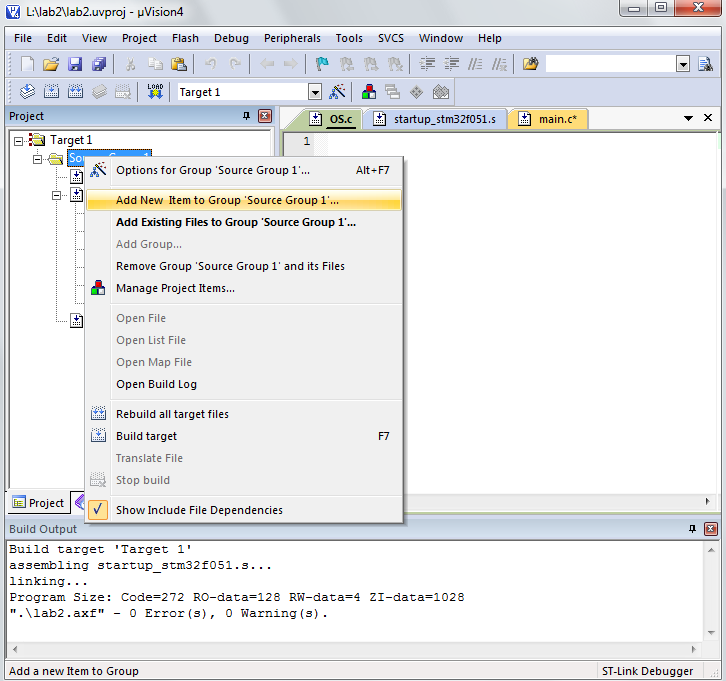 L:\lab2\lab2.uvproj - µVision4
File Edit View Project Flash Debug Peripherals Tools SVCS Window Help
LOAD Target 1
Project
OS.c startup_stm32f051.s main.c*
Target 1
1
Options for Group 'Source Group 1'... Alt+F7
Add New  Item to Group 'Source Group 1'...
Add Existing Files to Group 'Source Group 1'...
Add Group...
Remove Group 'Source Group 1' and its Files
Manage Project Items...
Open File
Open List File
Open Map File
Open Build Log
Rebuild all target files
Build target F7
Translate File
Stop build
Show Include File Dependencies
Project
Build Output
Build target 'Target 1'
assembling startup_stm32f051.s...
linking...
Program Size: Code=272 RO-data=128 RW-data=4 ZI-data=1028
".\lab2.axf" - 0 Error(s), 0 Warning(s).
Add a new Item to Group ST-Link Debugger